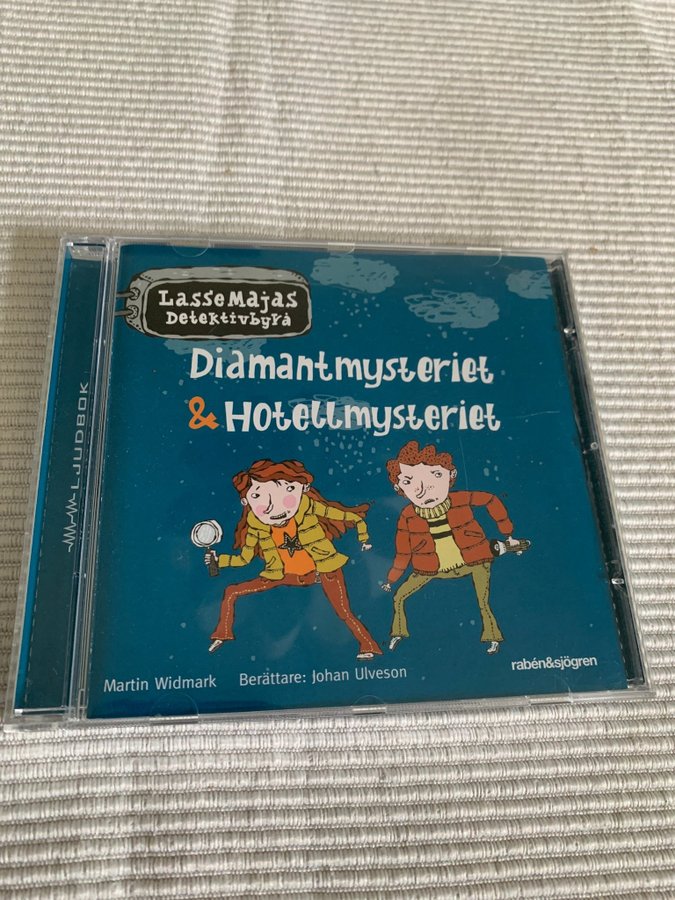 LasseMajas
Detektivbyrå
Diamantmysteriet
& Hotellmysteriet
LJUDBOK
Martin Widmark Berättare: Johan Ulveson
rabén&sjögren